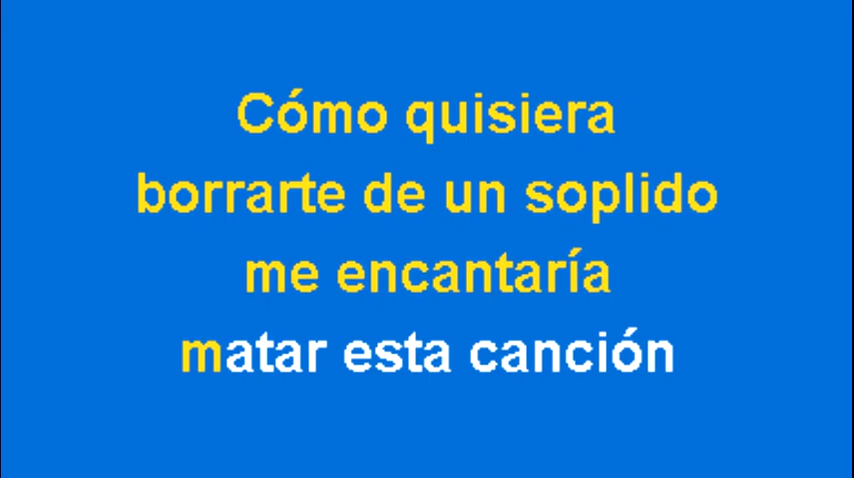 Cómo quisiera
borrarte de un soplido
me encantaría
matar esta canción